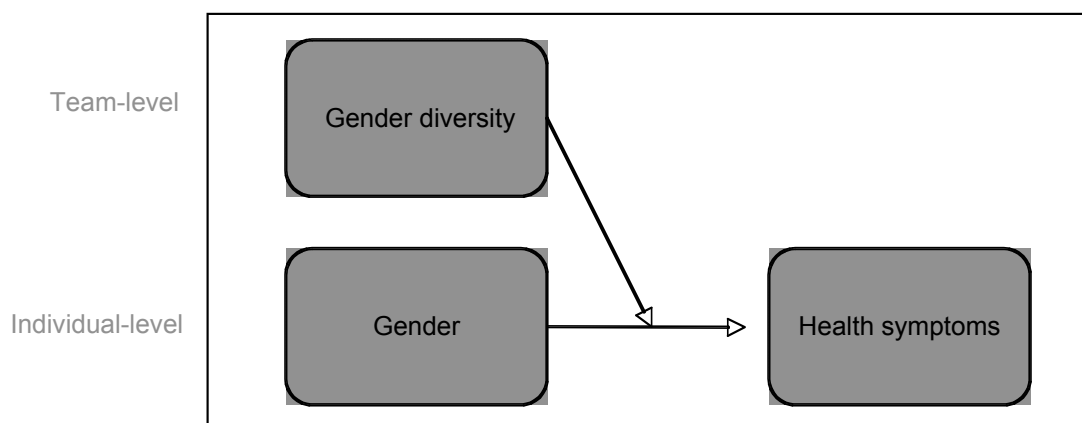 Team-level
Gender diversity
Individual-level
Gender
Health symptoms